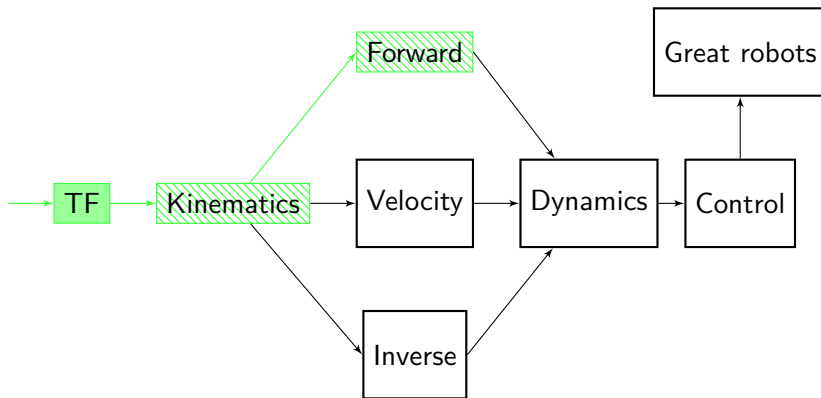 Forward
Great robots
TF
Kinematics
Velocity
Dynamics
Control
Inverse